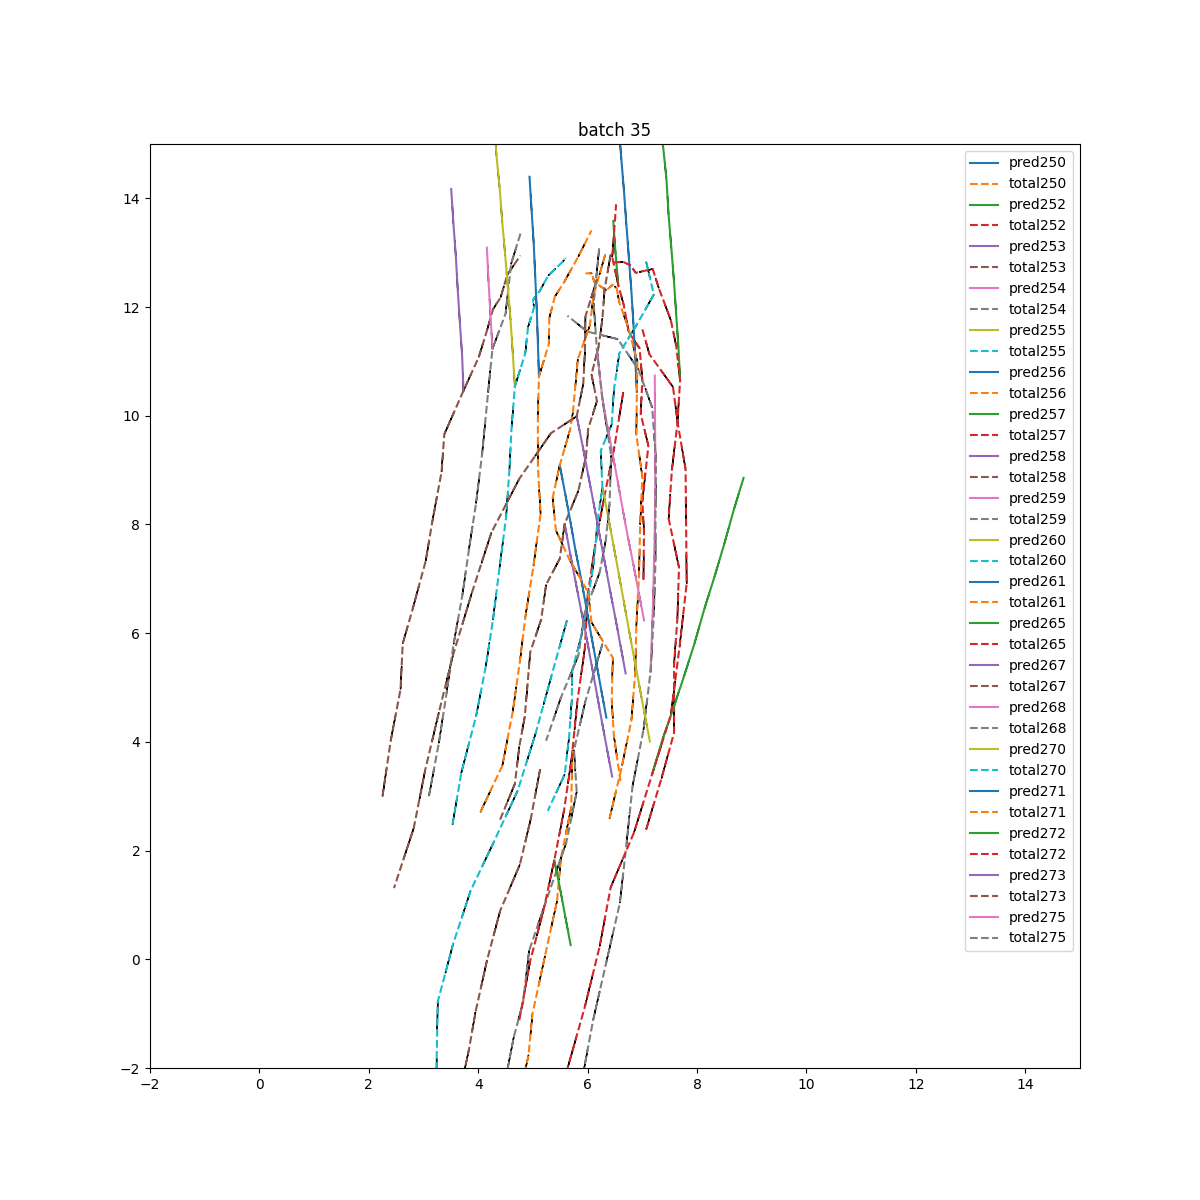 batch 35
14
12
10
8
6
4
2
0
−2
−2
0
2
4
6
8
10
12
14
pred250
total250
pred252
total252
pred253
total253
pred254
total254
pred255
total255
pred256
total256
pred257
total257
pred258
total258
pred259
total259
pred260
total260
pred261
total261
pred265
total265
pred267
total267
pred268
total268
pred270
total270
pred271
total271
pred272
total272
pred273
total273
pred275
total275